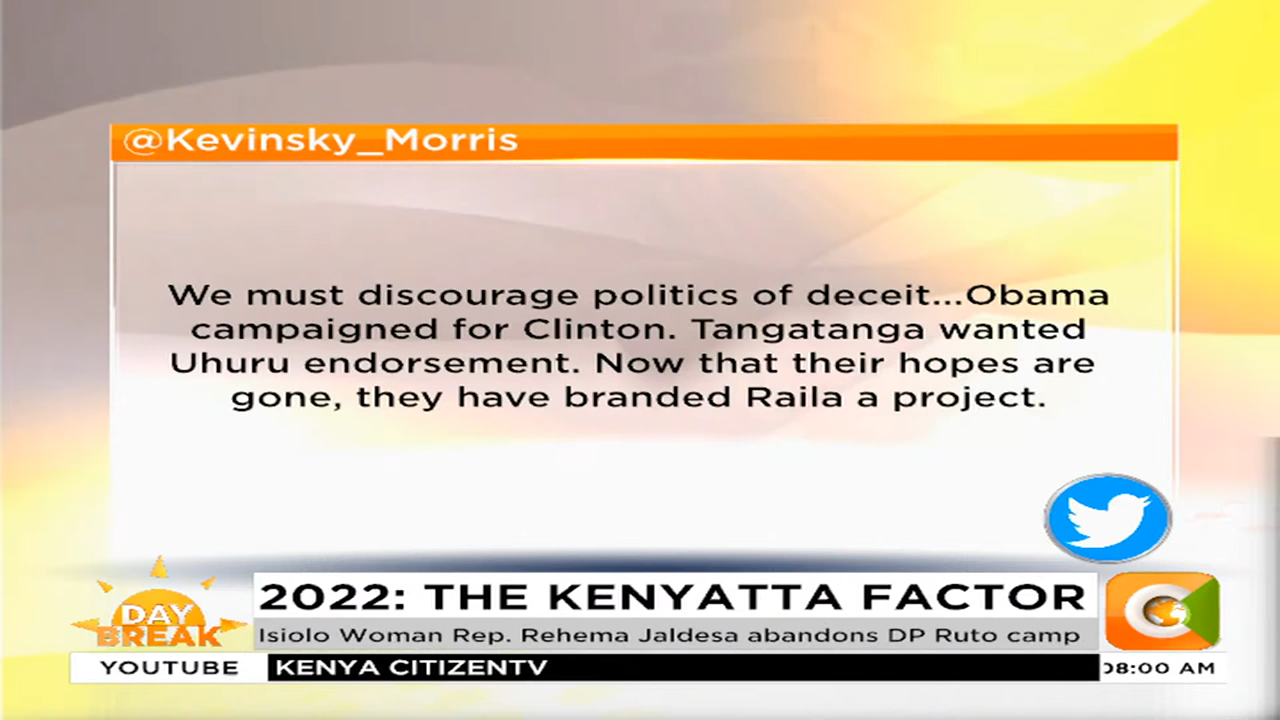 @Kevinsky_Morris
We must discourage politics of deceit...Obama
campaigned for Clinton. Tangatanga wanted
Uhuru endorsement. Now that their hopes are
gone, they have branded Raila a project.
DAY
BREAK
2022: THE KENYATTA FACTOR
Isiolo Woman Rep. Rehema Jaldesa abandons DP Ruto camp
YOUTUBE
KENYA CITIZENTV
08:00 AM